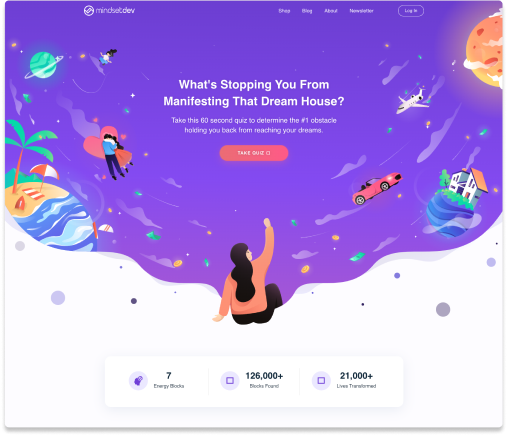 mindset.dev
Shop Blog About Newsletter Log In
What's Stopping You From
Manifesting That Dream House?
Take this 60 second quiz to determine the #1 obstacle
holding you back from reaching your dreams.
TAKE QUIZ
7
Energy Blocks
126,000+
Blocks Found
21,000+
Lives Transformed